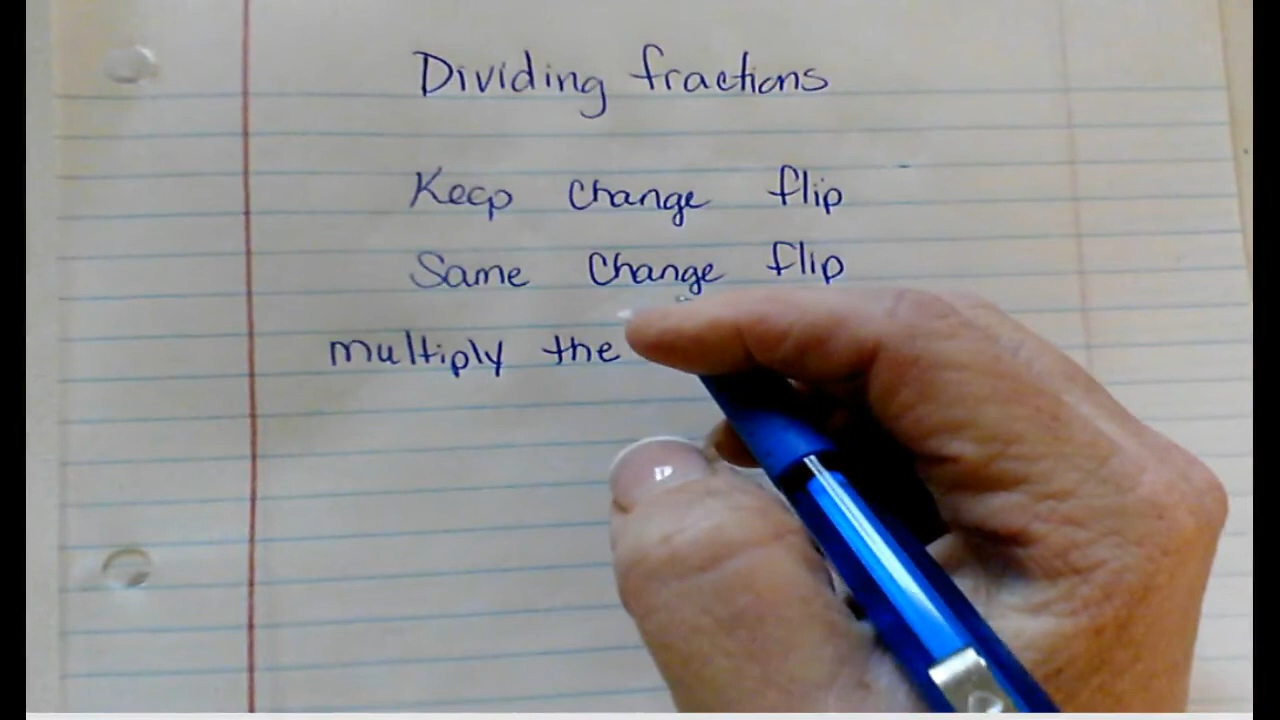 Dividing fractions
Keep Change flip
Same Change flip
multiply the